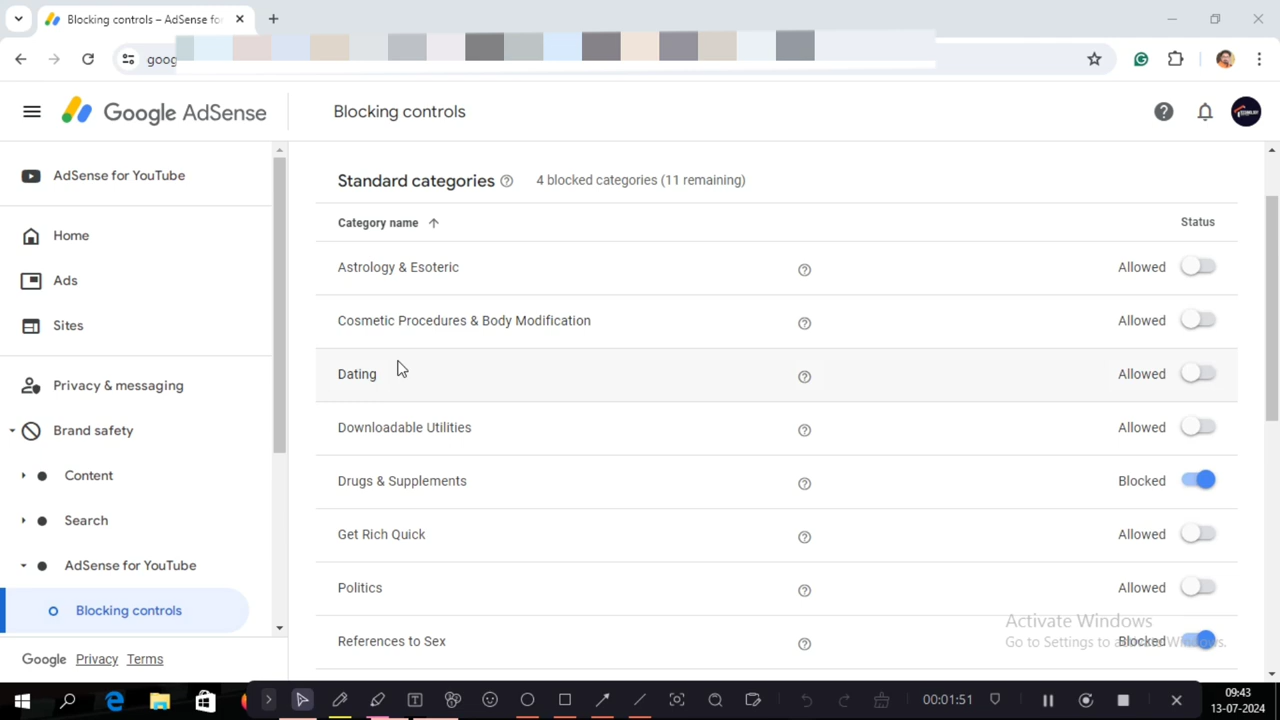 Blocking controls – AdSense fo
goog
Google AdSense
Blocking controls
AdSense for YouTube
Home
Ads
Sites
Privacy & messaging
Brand safety
Content
Search
AdSense for YouTube
Blocking controls
Google Privacy Terms
Standard categories 4 blocked categories (11 remaining)
Category name Status
Astrology & Esoteric Allowed
Cosmetic Procedures & Body Modification Allowed
Dating Allowed
Downloadable Utilities Allowed
Drugs & Supplements Blocked
Get Rich Quick Allowed
Politics Allowed
References to Sex Blocked
Activate Windows
Go to Settings to activate Windows.
00:01:51
09:43
13-07-2024